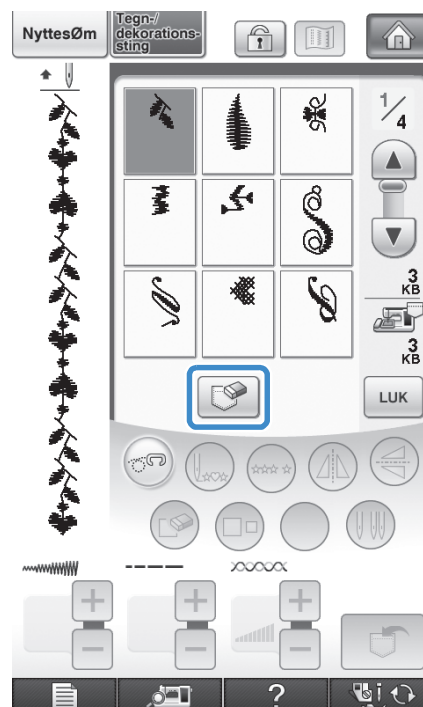 NyttesØm
Tegn-/
dekorations-
sting
1/4
3
KB
3
KB
LUK
?